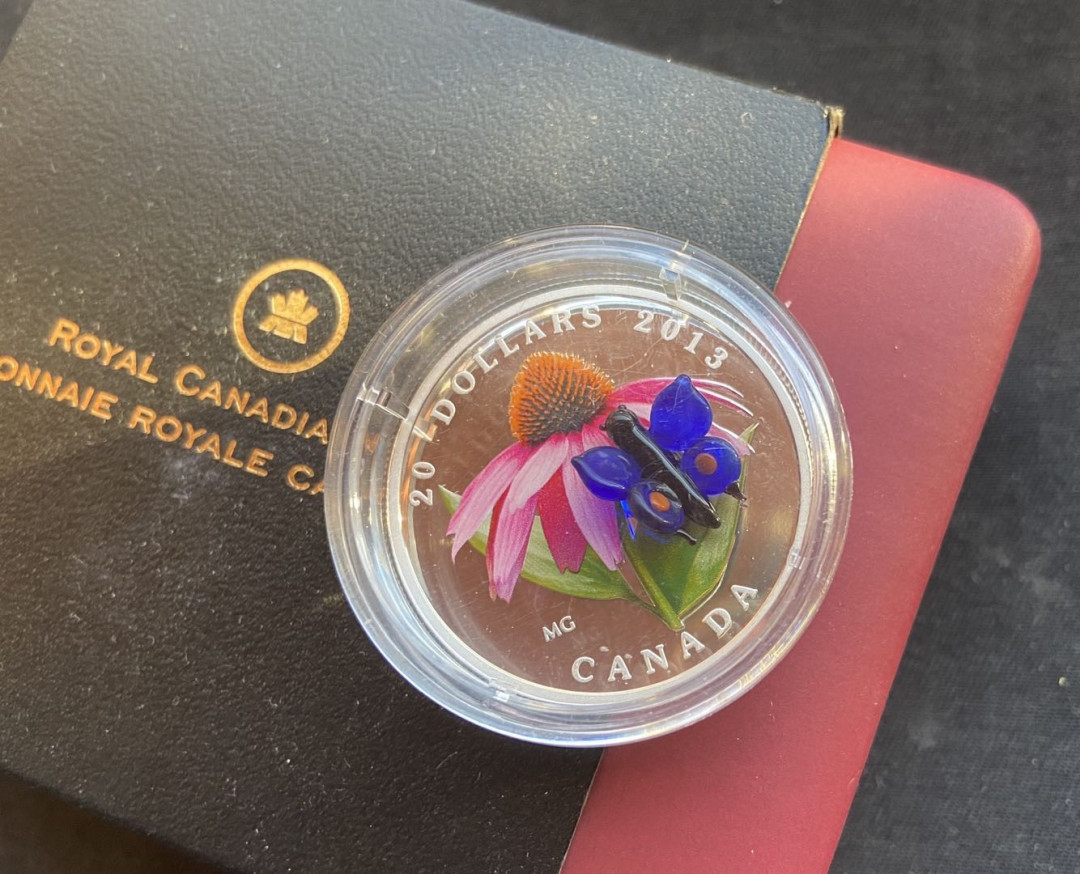 ROYAL CANADIA
ONNAIE ROYALE CA
20 DOLLARS 2013
MG
CANADA